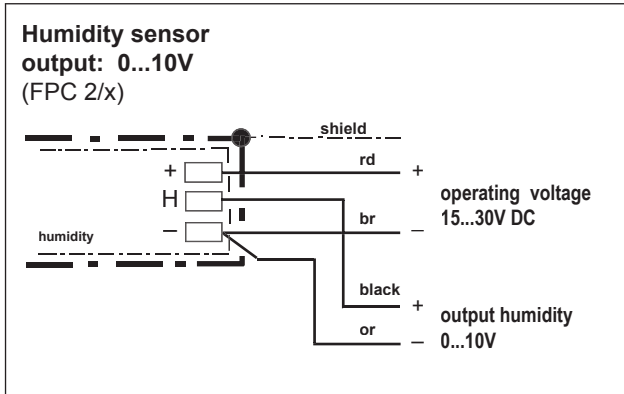 Humidity sensor
output: 0...10V
(FPC 2/x)
shield
+ rd +
H
operating voltage
15...30V DC
humidity
– br –
black +
output humidity
or –
0...10V